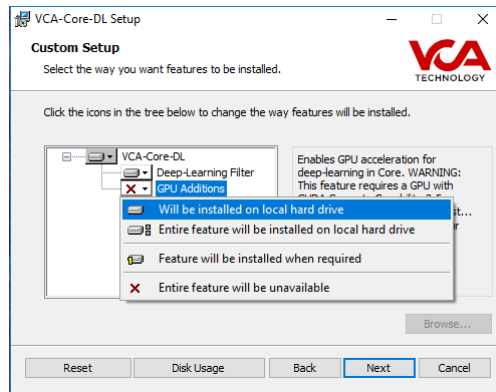 VCA-Core-DL Setup
Custom Setup
Select the way you want features to be installed.
VCA
TECHNOLOGY
Click the icons in the tree below to change the way features will be installed.
VCA-Core-DL
Deep-Learning Filter
GPU Additions
Enables GPU acceleration for
deep-learning in Core. WARNING:
This feature requires a GPU with
Will be installed on local hard drive
Entire feature will be installed on local hard drive
Feature will be installed when required
Entire feature will be unavailable
Browse...
Reset
Disk Usage
Back
Next
Cancel